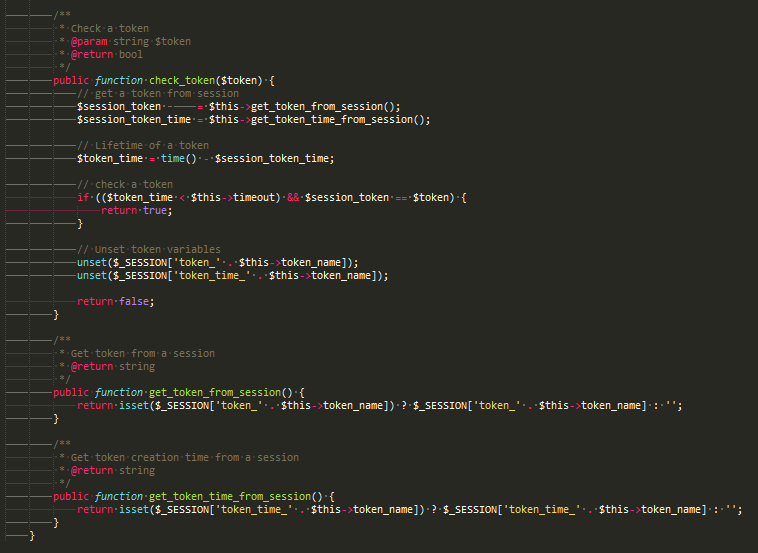 /**
 * Check a token
 * @param string $token
 * @return bool
 */
public function check_token($token) {
// get a token from session
$session_token = $this->get_token_from_session();
$session_token_time = $this->get_token_time_from_session();
// Lifetime of a token
$token_time = time() - $session_token_time;
// check a token
if (($token_time < $this->timeout) && $session_token == $token) {
return true;
}
// Unset token variables
unset($_SESSION['token_' . $this->token_name]);
unset($_SESSION['token_time_' . $this->token_name]);
return false;
}
/**
 * Get token from a session
 * @return string
 */
public function get_token_from_session() {
return isset($_SESSION['token_' . $this->token_name]) ? $_SESSION['token_' . $this->token_name] : '';
}
/**
 * Get token creation time from a session
 * @return string
 */
public function get_token_time_from_session() {
return isset($_SESSION['token_time_' . $this->token_name]) ? $_SESSION['token_time_' . $this->token_name] : '';
}
}